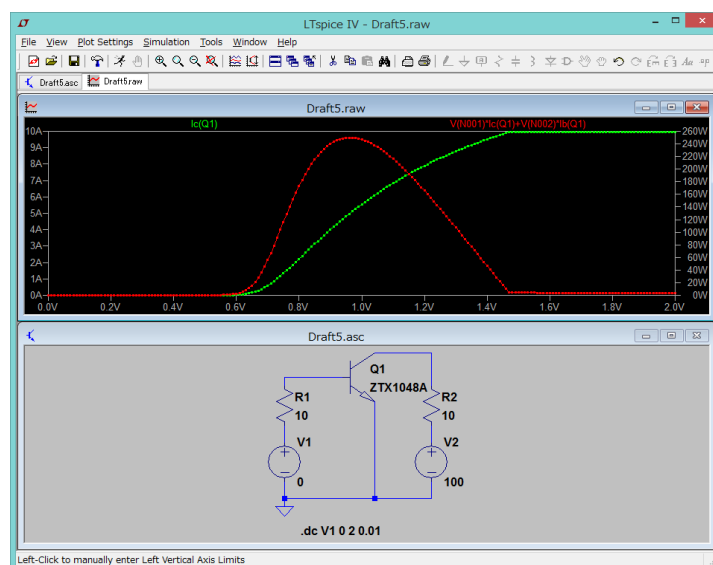 LTspice IV - Draft5.raw
File View Plot Settings Simulation Tools Window Help
Draft5.asc Draft5.raw
Draft5.raw
Ic(Q1) V(N001)*Ic(Q1)+V(N002)*Ib(Q1)
10A 260W
9A 240W
8A 220W
7A 200W
6A 180W
5A 160W
4A 140W
3A 120W
2A 100W
1A 80W
0A 60W
40W
20W
0W
0.0V 0.2V 0.4V 0.6V 0.8V 1.0V 1.2V 1.4V 1.6V 1.8V 2.0V
Draft5.asc
Q1
ZTX1048A
R1 R2
10 10
V1 V2
0 100
.dc V1 0 2 0.01
Left-Click to manually enter Left Vertical Axis Limits